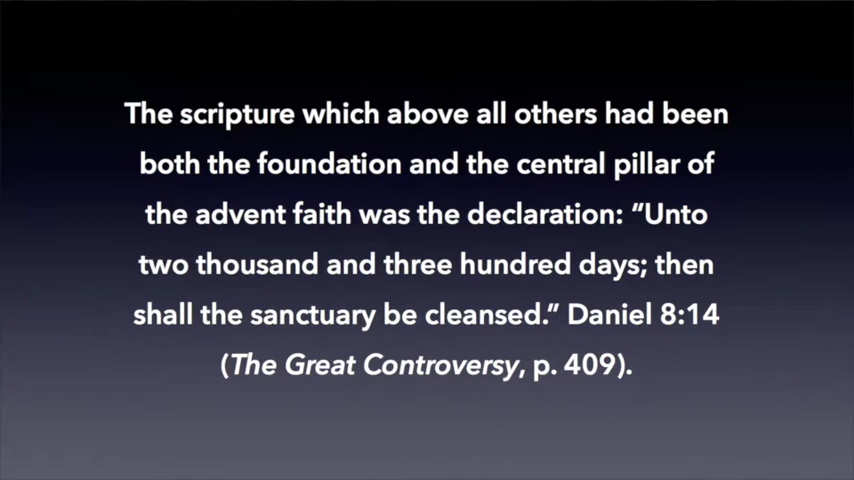 The scripture which above all others had been
both the foundation and the central pillar of
the advent faith was the declaration: “Unto
two thousand and three hundred days; then
shall the sanctuary be cleansed.” Daniel 8:14
(The Great Controversy, p. 409).